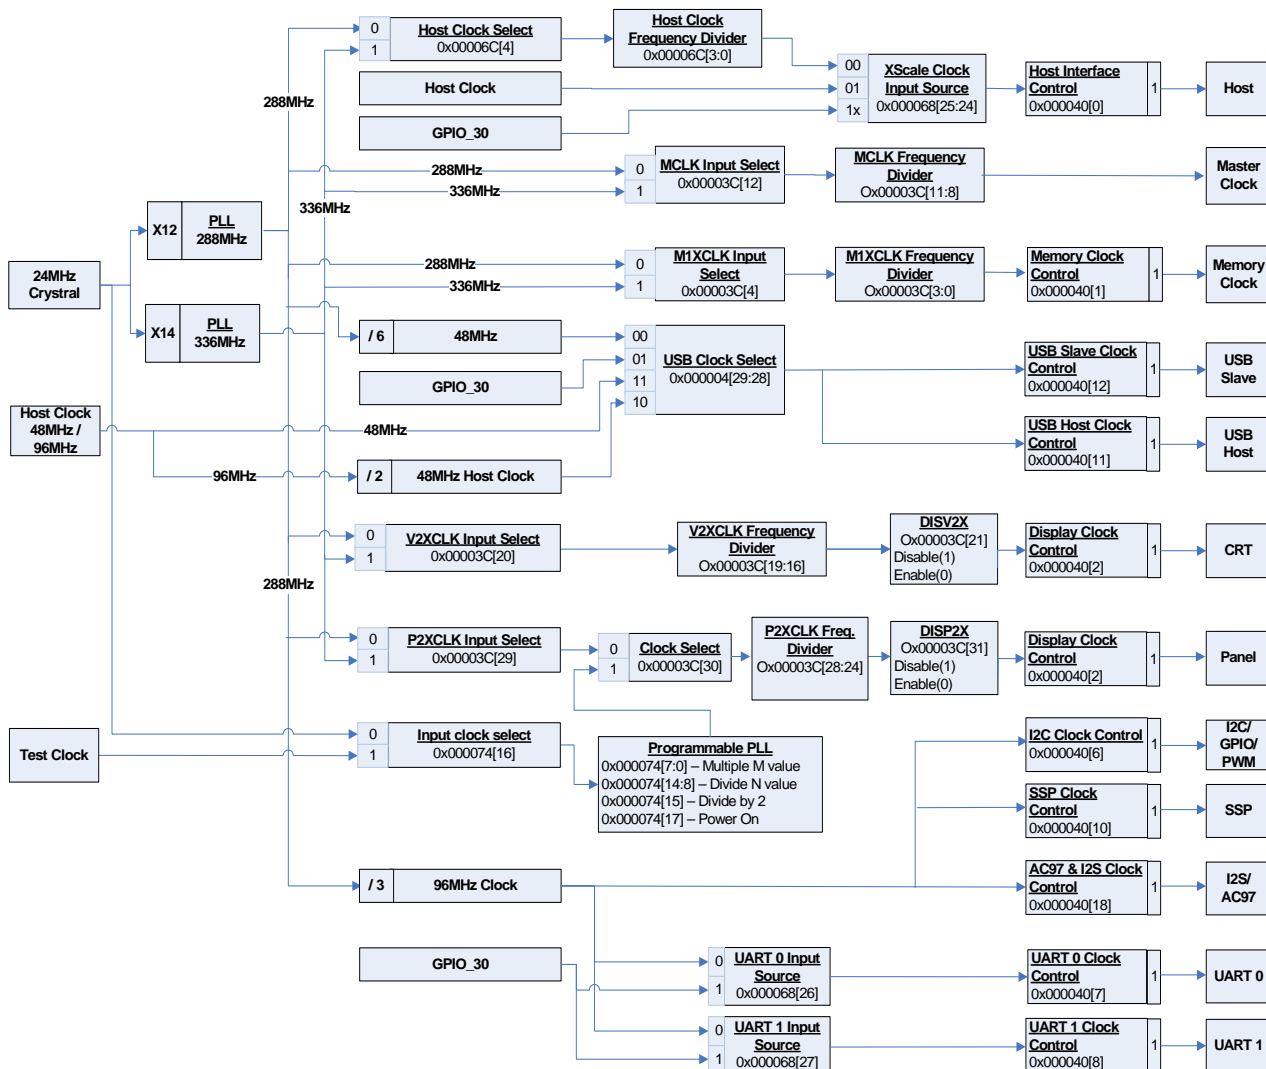 0
1
Host Clock Select
0x00006C[4]
Host Clock
Frequency Divider
0x00006C[3:0]
288MHz
Host Clock
GPIO_30
00
01
1x
XScale Clock
Input Source
0x000068[25:24]
Host Interface
Control
0x000040[0]
1
Host
288MHz
336MHz
0
1
MCLK Input Select
0x00003C[12]
MCLK Frequency
Divider
Ox00003C[11:8]
Master
Clock
336MHz
X12
PLL
288MHz
24MHz
Crystral
X14
PLL
336MHz
288MHz
336MHz
0
1
M1XCLK Input
Select
0x00003C[4]
M1XCLK Frequency
Divider
Ox00003C[3:0]
Memory Clock
Control
0x000040[1]
1
Memory
Clock
/ 6
48MHz
GPIO_30
00
01
11
10
USB Clock Select
0x000004[29:28]
USB Slave Clock
Control
0x000040[12]
1
USB
Slave
Host Clock
48MHz /
96MHz
48MHz
96MHz
/ 2
48MHz Host Clock
USB Host Clock
Control
0x000040[11]
1
USB
Host
0
1
V2XCLK Input Select
0x00003C[20]
V2XCLK Frequency
Divider
Ox00003C[19:16]
DISV2X
Ox00003C[21]
Disable(1)
Enable(0)
Display Clock
Control
0x000040[2]
1
CRT
288MHz
0
1
P2XCLK Input Select
0x00003C[29]
0
1
Clock Select
0x00003C[30]
P2XCLK Freq.
Divider
Ox00003C[28:24]
DISP2X
Ox00003C[31]
Disable(1)
Enable(0)
Display Clock
Control
0x000040[2]
1
Panel
Test Clock
0
1
Input clock select
0x000074[16]
Programmable PLL
0x000074[7:0] – Multiple M value
0x000074[14:8] – Divide N value
0x000074[15] – Divide by 2
0x000074[17] – Power On
I2C Clock Control
0x000040[6]
1
I2C/
GPIO/
PWM
SSP Clock
Control
0x000040[10]
1
SSP
/ 3
96MHz Clock
AC97 & I2S Clock
Control
0x000040[18]
1
I2S/
AC97
GPIO_30
0
1
UART 0 Input
Source
0x000068[26]
UART 0 Clock
Control
0x000040[7]
1
UART 0
0
1
UART 1 Input
Source
0x000068[27]
UART 1 Clock
Control
0x000040[8]
1
UART 1